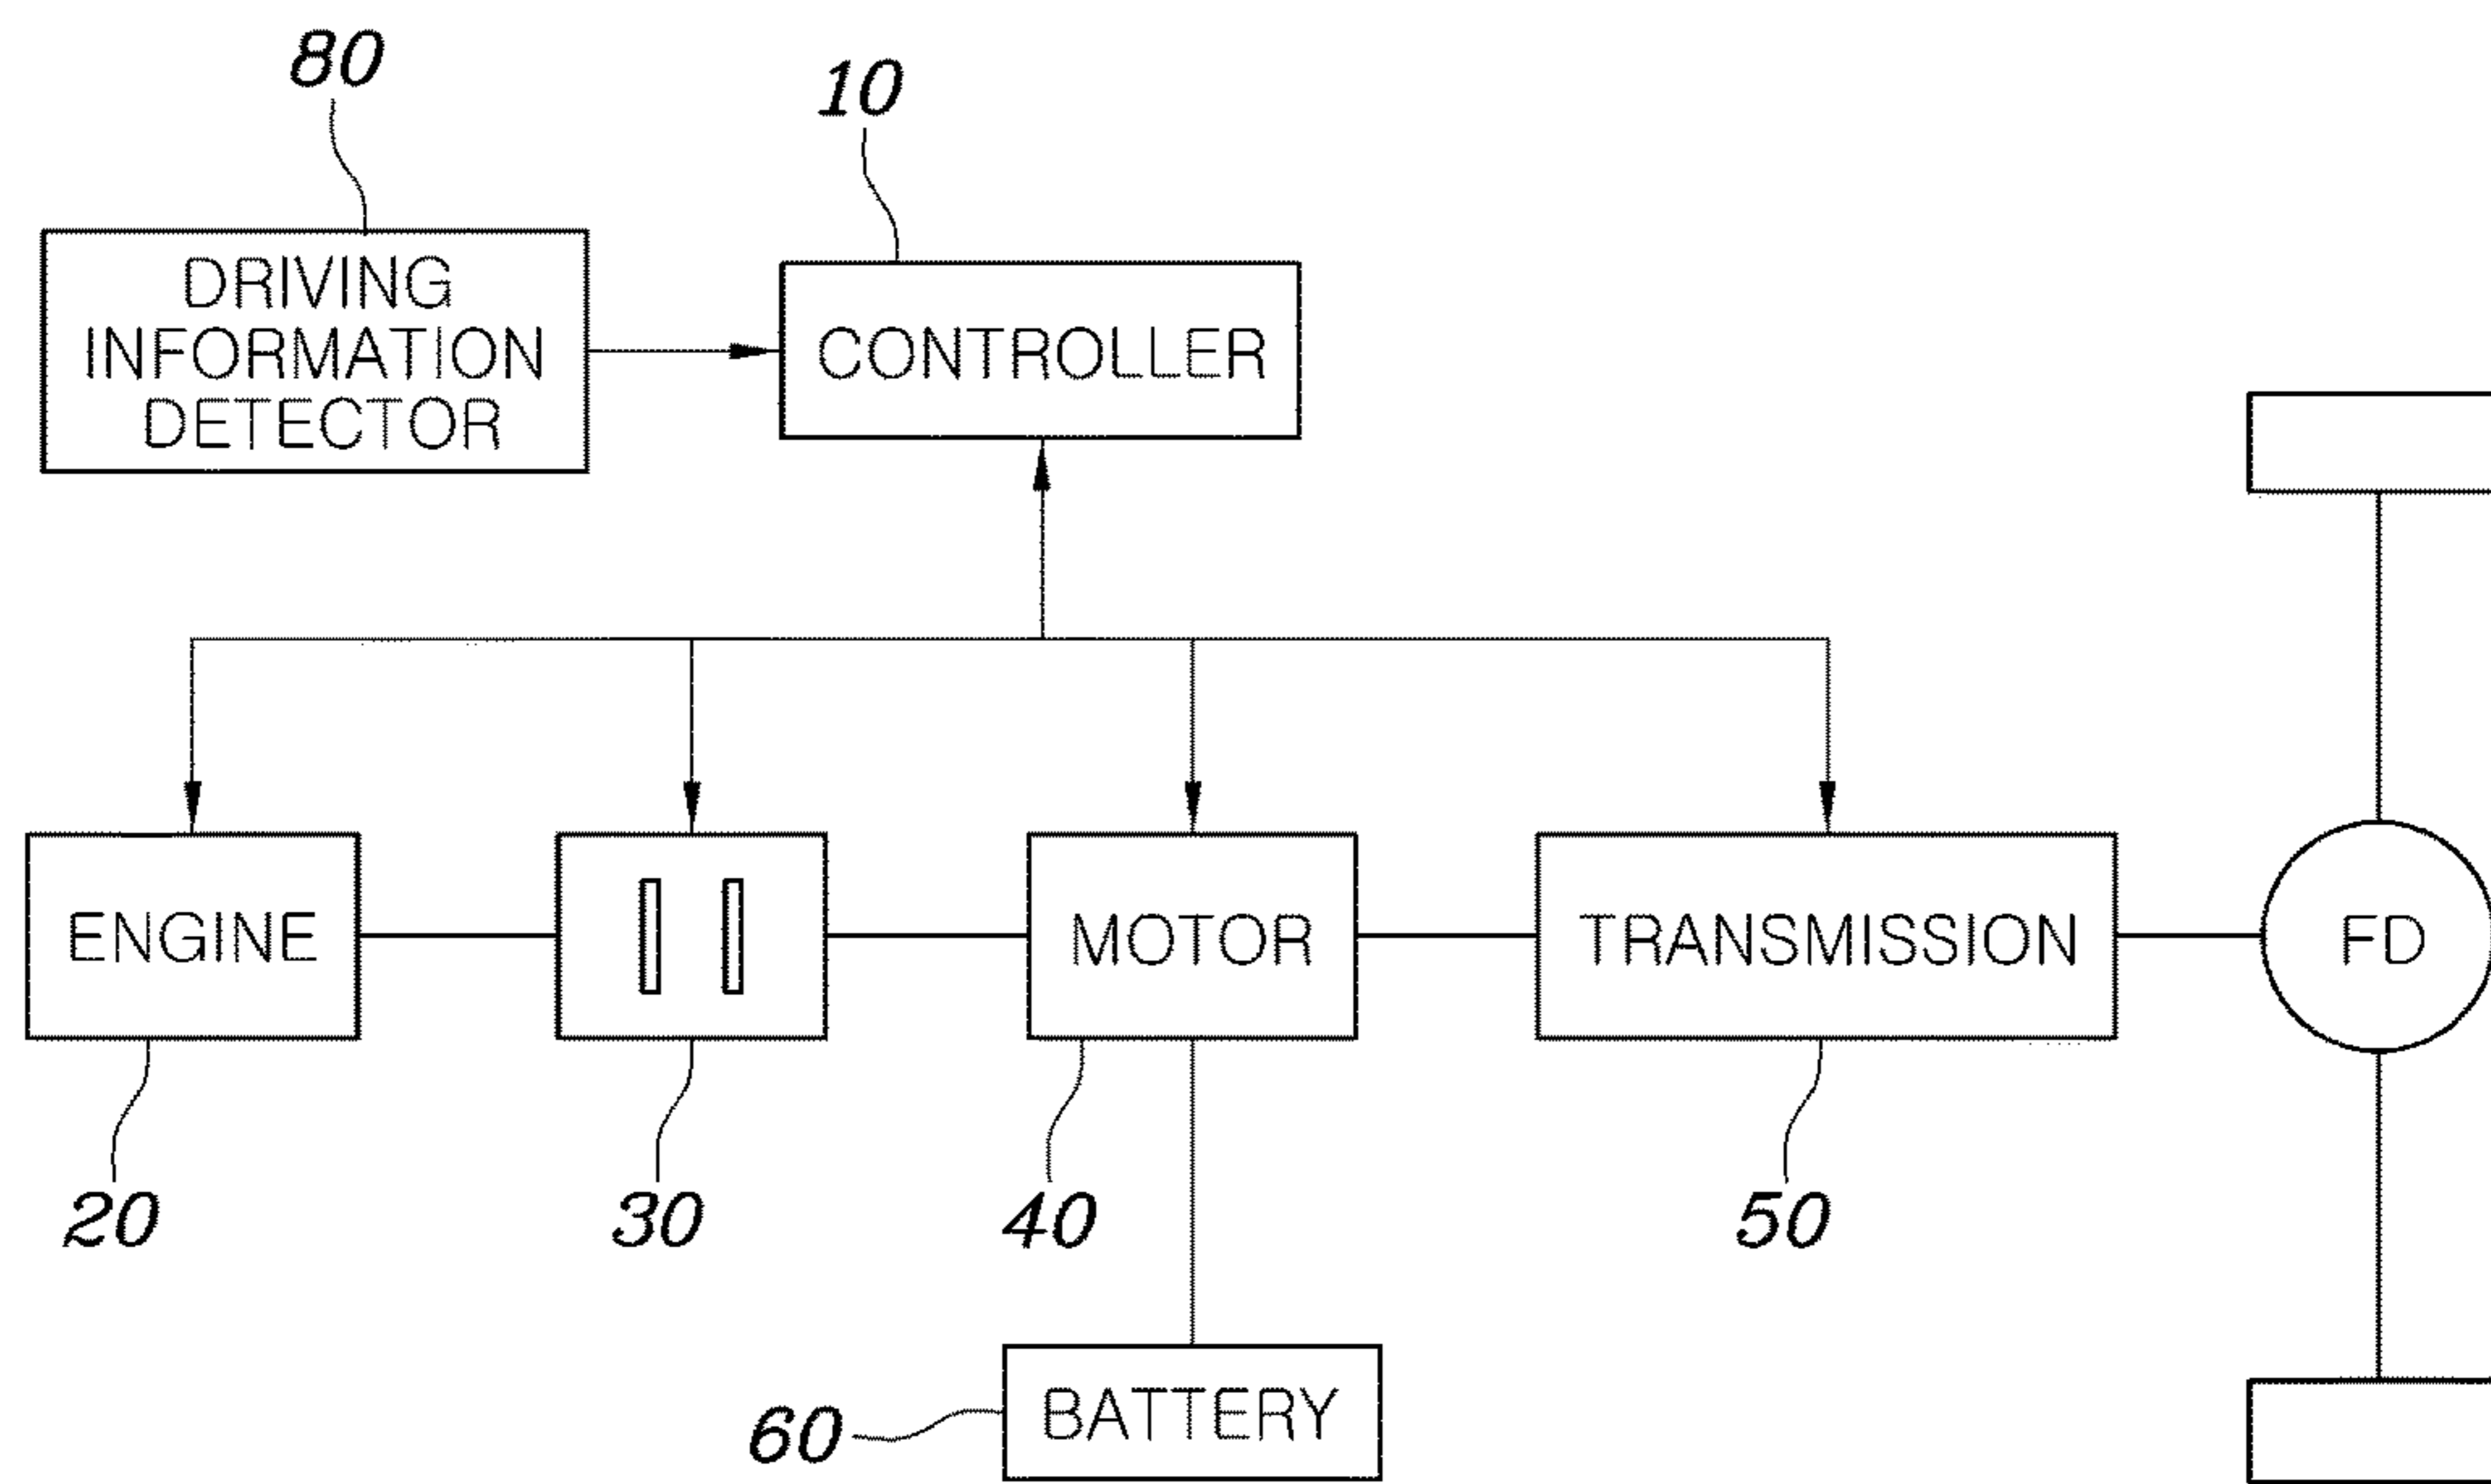 80
10
DRIVING
INFORMATION
DETECTOR
CONTROLLER
ENGINE
MOTOR
TRANSMISSION
FD
20
30
40
50
60
BATTERY